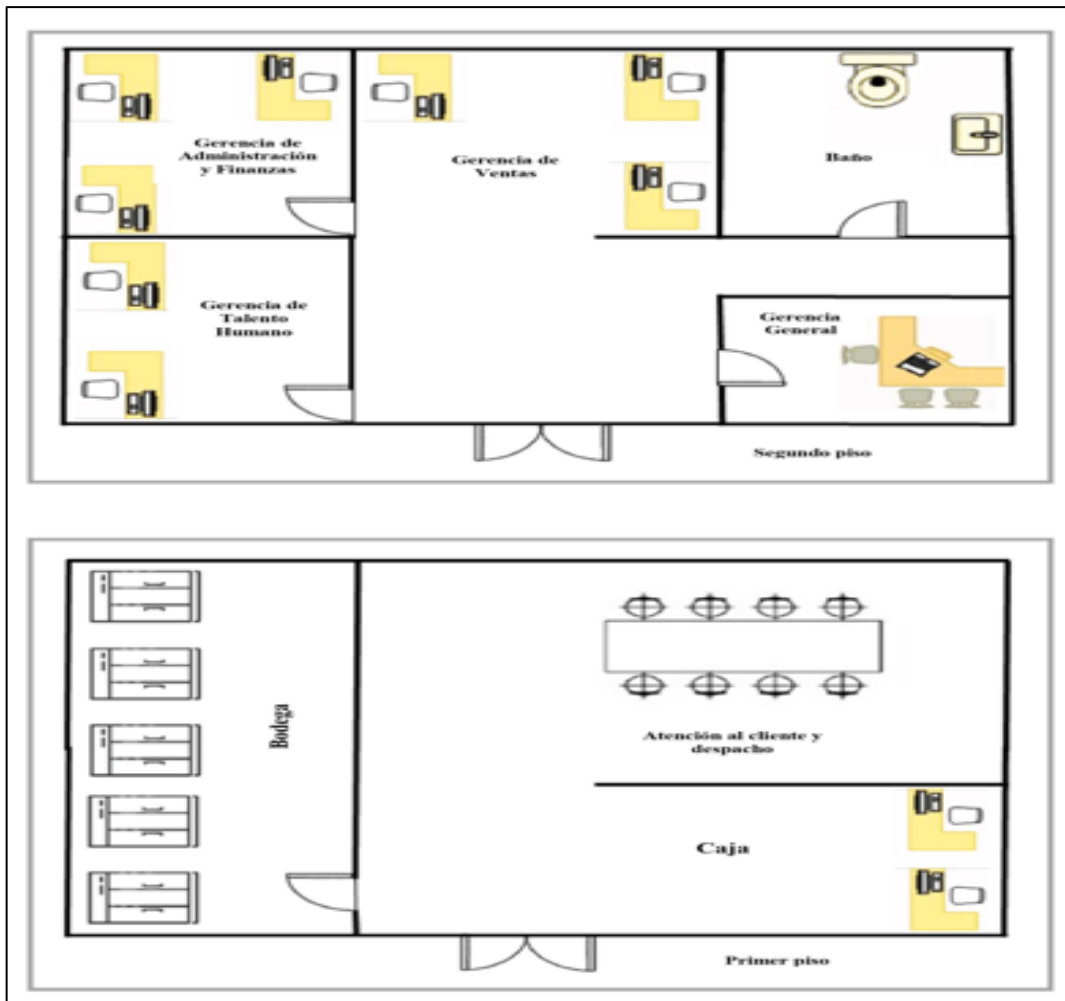 Gerencia de
Administración
y Finanzas
Gerencia de
Ventas
Baño
Gerencia de
Talento
Humano
Gerencia
General
Segundo piso
Bodega
Atención al cliente y
despacho
Caja
Primer piso